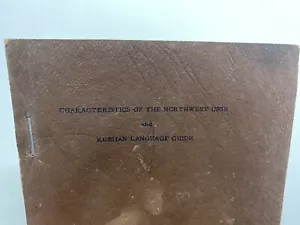 CHARACTERISTICS OF THE NORTHWEST USSR
and
RUSSIAN LANGUAGE GUIDE